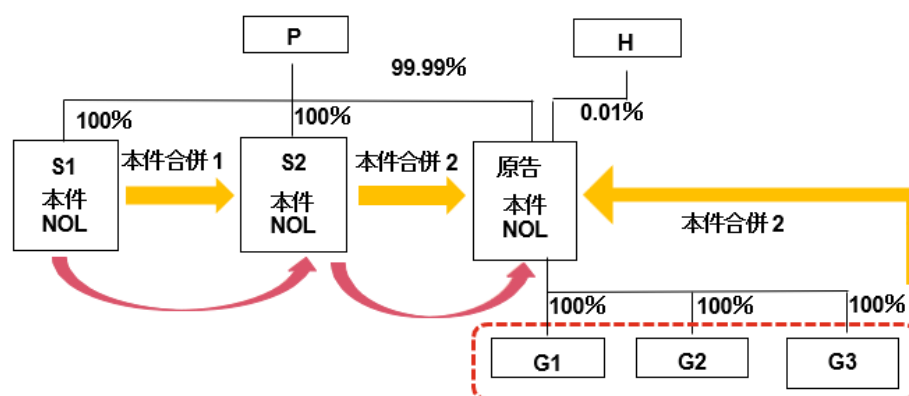 P
H
99.99%
100%
100%
0.01%
S1
本件
NOL
本件合併 1
S2
本件
NOL
本件合併 2
原告
本件
NOL
本件合併 2
100%
100%
100%
G1
G2
G3